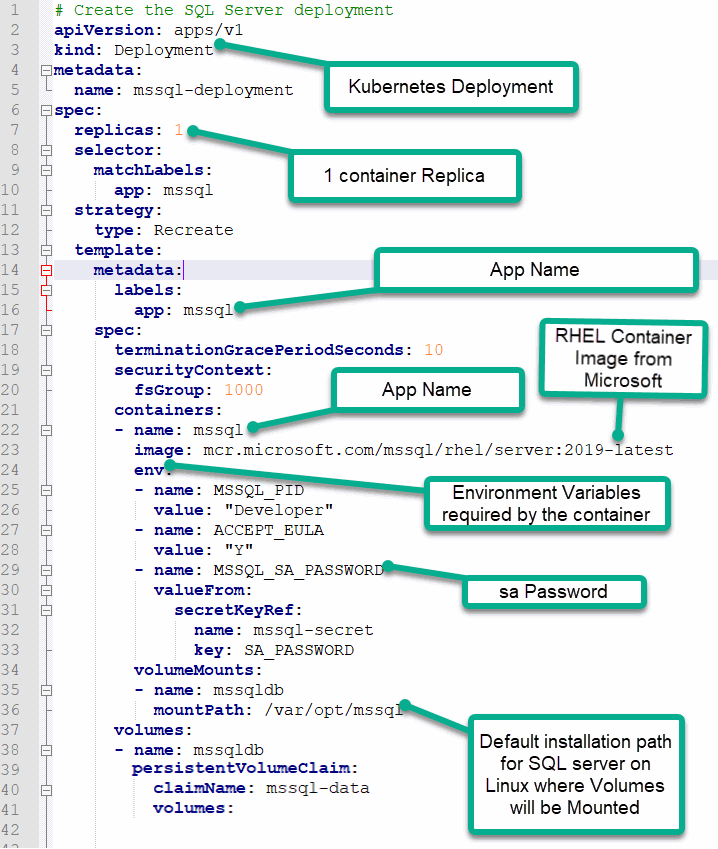 1 # Create the SQL Server deployment
2 apiVersion: apps/v1
3 kind: Deployment
4 metadata:
5 name: mssql-deployment
6 spec:
7 replicas: 1
8 selector:
9 matchLabels:
10 app: mssql
11 strategy:
12 type: Recreate
13 template:
14 metadata:
15 labels:
16 app: mssql
17 spec:
18 terminationGracePeriodSeconds: 10
19 securityContext:
20 fsGroup: 1000
21 containers:
22 - name: mssql
23 image: mcr.microsoft.com/mssql/rhel/server:2019-latest
24 env:
25 - name: MSSQL_PID
26 value: "Developer"
27 - name: ACCEPT_EULA
28 value: "Y"
29 - name: MSSQL_SA_PASSWORD
30 valueFrom:
31 secretKeyRef:
32 name: mssql-secret
33 key: SA_PASSWORD
34 volumeMounts:
35 - name: mssqldb
36 mountPath: /var/opt/mssql
37 volumes:
38 - name: mssqldb
39 persistentVolumeClaim:
40 claimName: mssql-data
41 volumes:
42
43
Kubernetes Deployment
1 container Replica
App Name
RHEL Container
Image from
Microsoft
App Name
Environment Variables
required by the container
sa Password
Default installation path
for SQL server on
Linux where Volumes
will be Mounted